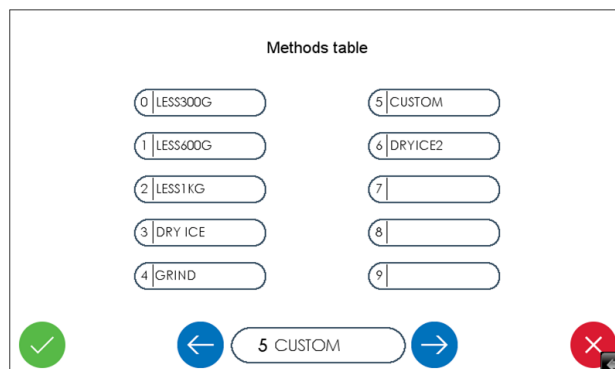 Methods table
0 LESS300G
1 LESS600G
2 LESS1KG
3 DRY ICE
4 GRIND
5 CUSTOM
6 DRYICE2
7
8
9
5 CUSTOM